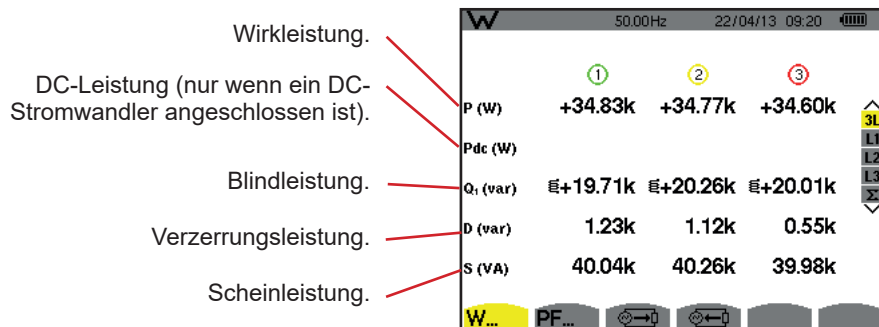 Wirkleistung.
DC-Leistung (nur wenn ein DC-
Stromwandler angeschlossen ist).
Blindleistung.
Verzerrungsleistung.
Scheinleistung.
W 50.00Hz 22/04/13 09:20
1 2 3
P (W) +34.83k +34.77k +34.60k
Pdc (W)
Q₁ (var) +19.71k +20.26k +20.01k
D (var) 1.23k 1.12k 0.55k
S (VA) 40.04k 40.26k 39.98k
3L
L1
L2
L3
Σ
W... PF...